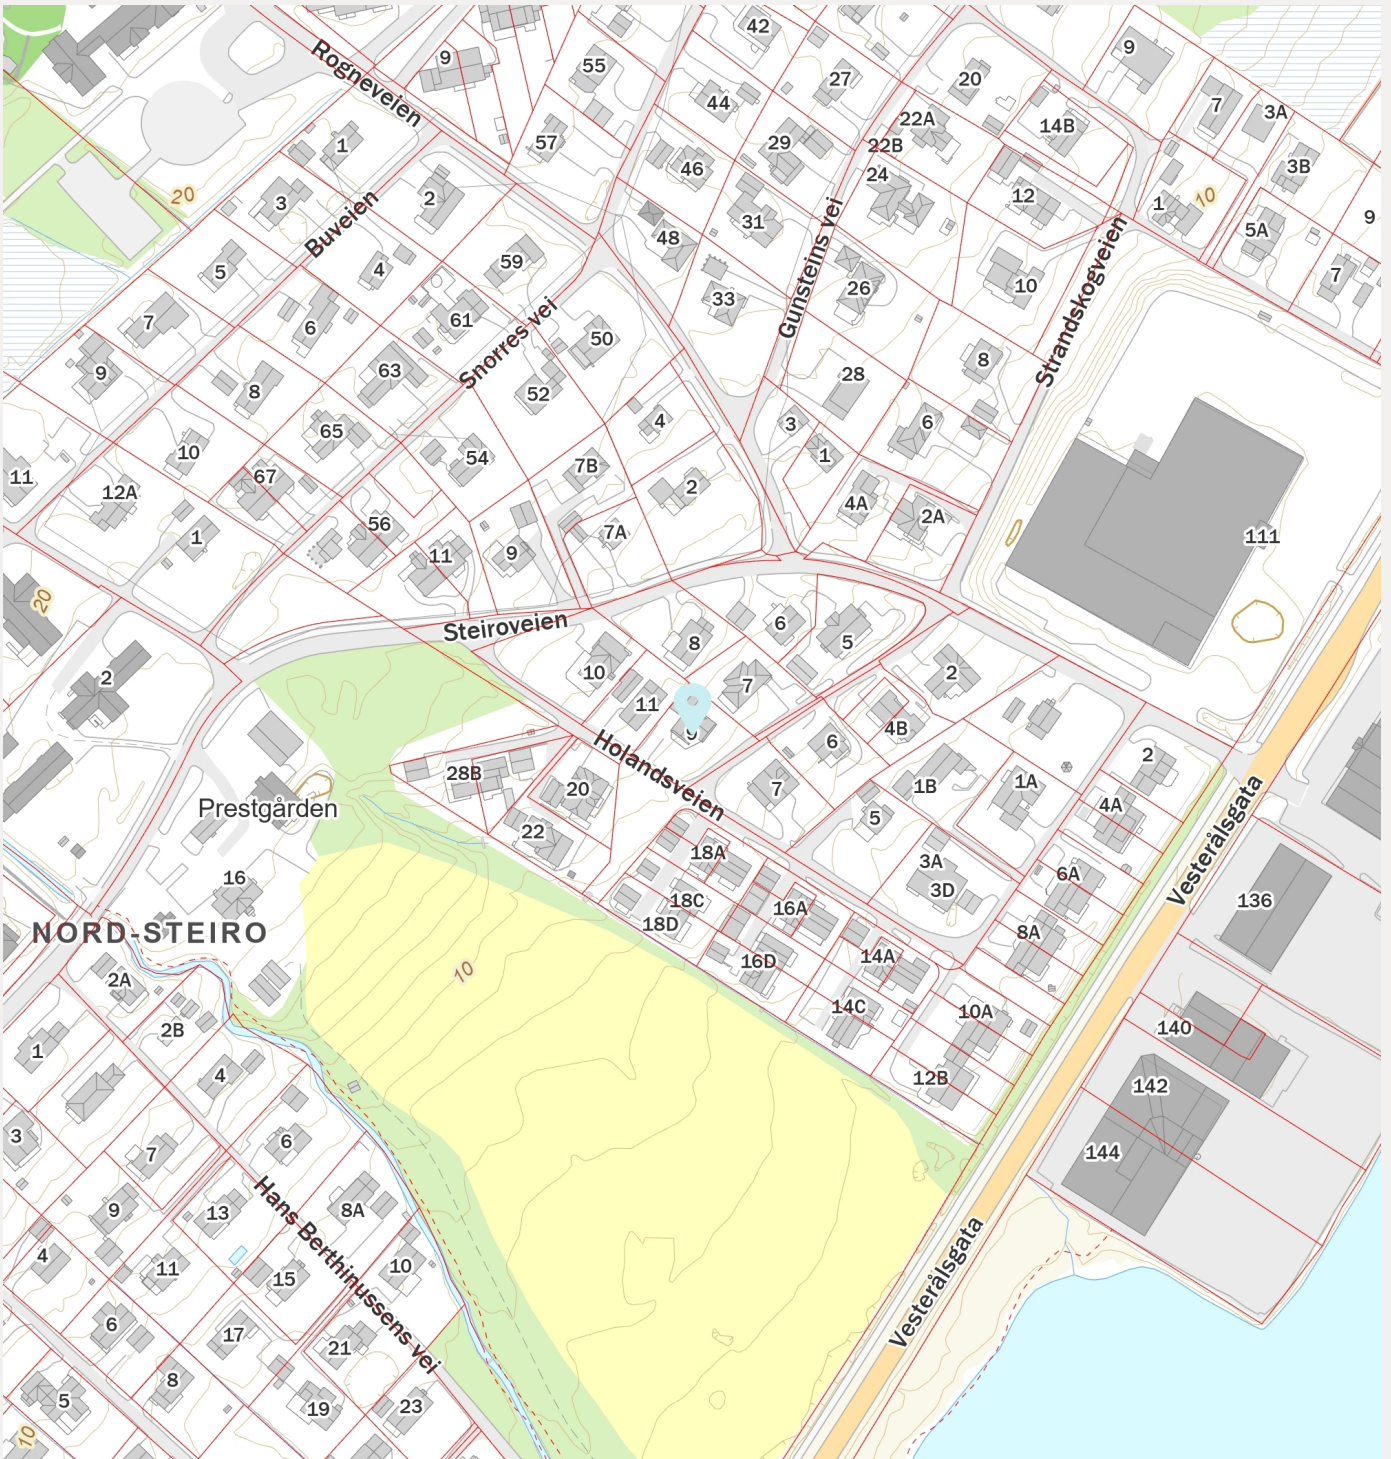 42
9
55
27
20
9
44
7
3A
Rogneveien
22A
14B
57
29
1
22B
46
24
3B
20
3
2
12
10
1
9
31
5A
Buveien
48
Gunsteins vei
Strandskogveien
59
5
4
7
26
10
33
61
7
6
Snorres vei
50
8
9
63
28
8
52
4
3
6
65
10
54
1
11
67
7B
2
12A
4A
2A
56
7A
1
111
11
9
20
Steiroveien
6
8
5
10
2
2
7
11
4B
9
6
2
Holandsveien
28B
20
7
1B
1A
4A
Prestgården
5
22
Vesterålsgata
18A
3A
6A
16
3D
18C
136
16A
18D
8A
NORD-STEIRO
14A
16D
10
2A
14C
10A
2B
140
1
4
12B
142
3
6
7
144
Hans Berthinussens vei
8A
9
13
4
11
10
15
Vesterålsgata
6
17
21
8
5
19
23
10